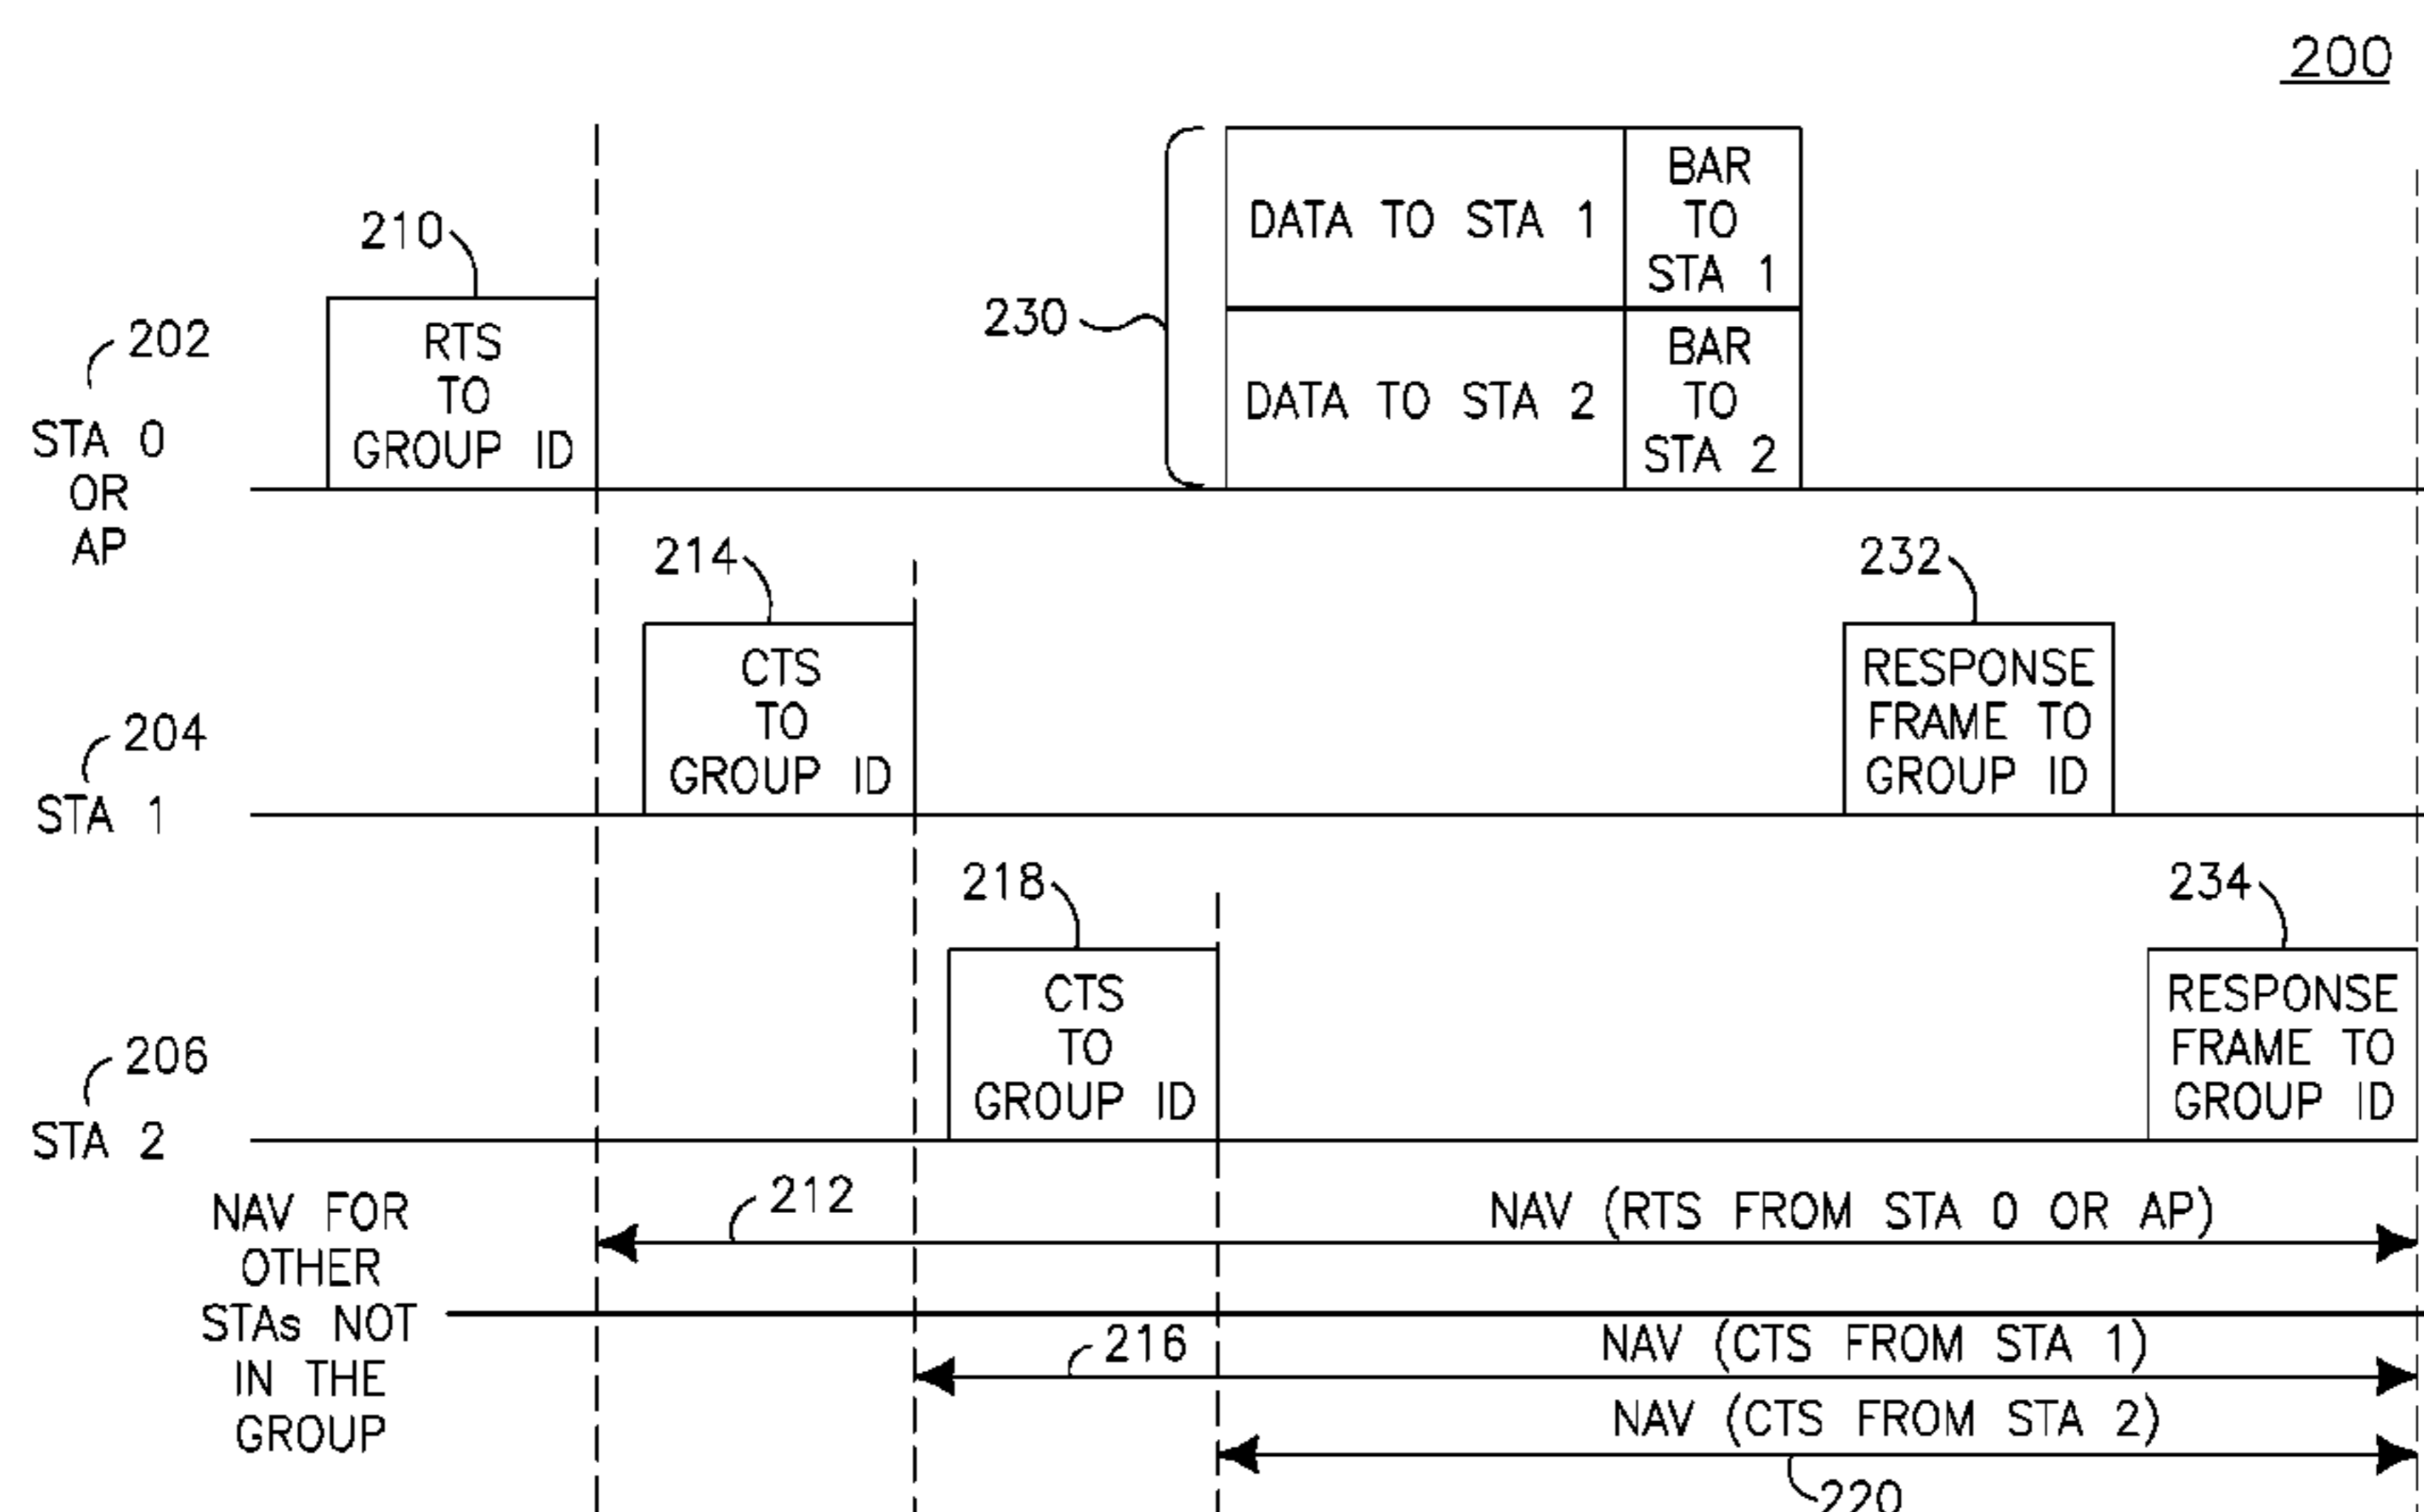 200
210
202
STA 0
OR
AP
RTS
TO
GROUP ID
230
DATA TO STA 1
BAR
TO
STA 1
DATA TO STA 2
BAR
TO
STA 2
214
204
STA 1
CTS
TO
GROUP ID
232
RESPONSE
FRAME TO
GROUP ID
218
206
STA 2
CTS
TO
GROUP ID
234
RESPONSE
FRAME TO
GROUP ID
NAV FOR
OTHER
STAs NOT
IN THE
GROUP
212
NAV (RTS FROM STA 0 OR AP)
216
NAV (CTS FROM STA 1)
NAV (CTS FROM STA 2)
220